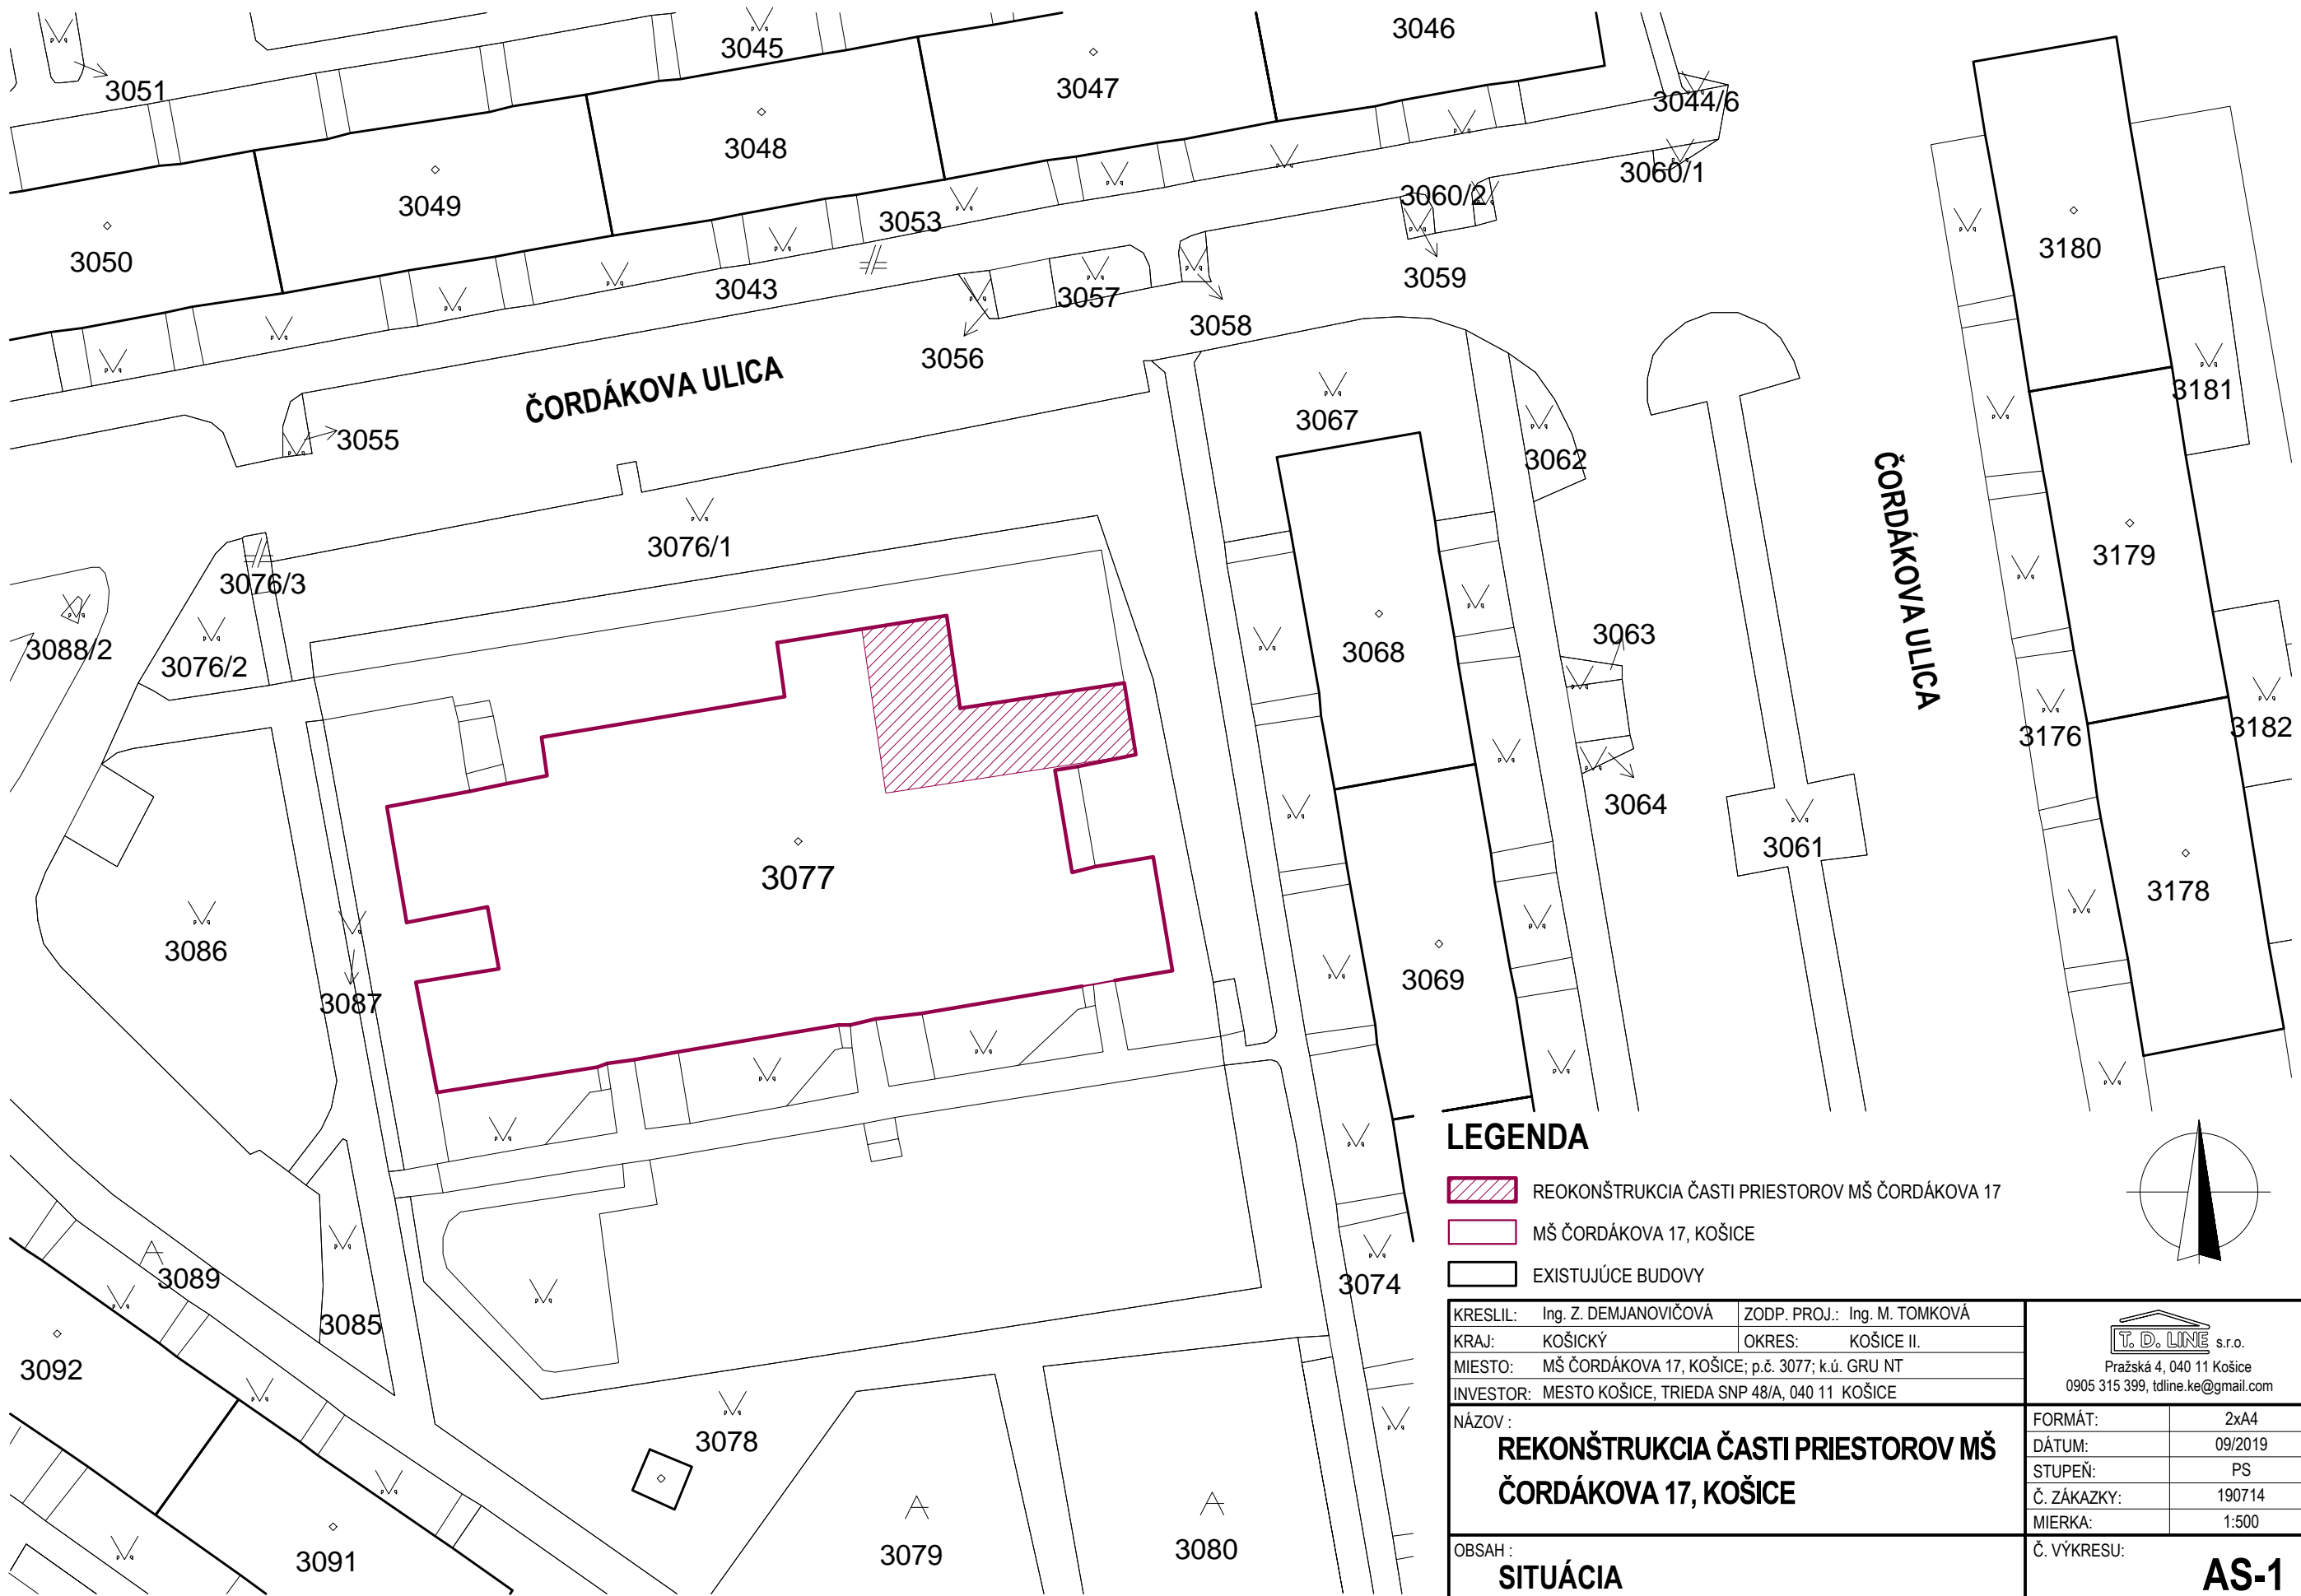 3045
3046
3051
3047
3044/6
3048
3049
3060/1
3060/2
3053
3050
3180
3059
3043
3057
3058
3056
ČORDÁKOVA ULICA
3181
3067
3055
3062
ČORDÁKOVA ULICA
3076/1
3179
3076/3
3063
3088/2
3076/2
3068
3182
3176
3064
3061
3077
3178
3086
3069
3087
LEGENDA
REOKONŠTRUKCIA ČASTI PRIESTOROV MŠ ČORDÁKOVA 17
MŠ ČORDÁKOVA 17, KOŠICE
EXISTUJÚCE BUDOVY
3089
3074
3085
3092
3078
3079
3080
3091
KRESLIL: Ing. Z. DEMJANOVIČOVÁ ZODP. PROJ.: Ing. M. TOMKOVÁ
KRAJ: KOŠICKÝ OKRES: KOŠICE II.
MIESTO: MŠ ČORDÁKOVA 17, KOŠICE; p.č. 3077; k.ú. GRU NT
INVESTOR: MESTO KOŠICE, TRIEDA SNP 48/A, 040 11 KOŠICE
T. D. LINE s.r.o.
Pražská 4, 040 11 Košice
0905 315 399, tdline.ke@gmail.com
NÁZOV :
REKONŠTRUKCIA ČASTI PRIESTOROV MŠ
ČORDÁKOVA 17, KOŠICE
FORMÁT: 2xA4
DÁTUM: 09/2019
STUPEŇ: PS
Č. ZÁKAZKY: 190714
MIERKA: 1:500
OBSAH :
SITUÁCIA
Č. VÝKRESU:
AS-1